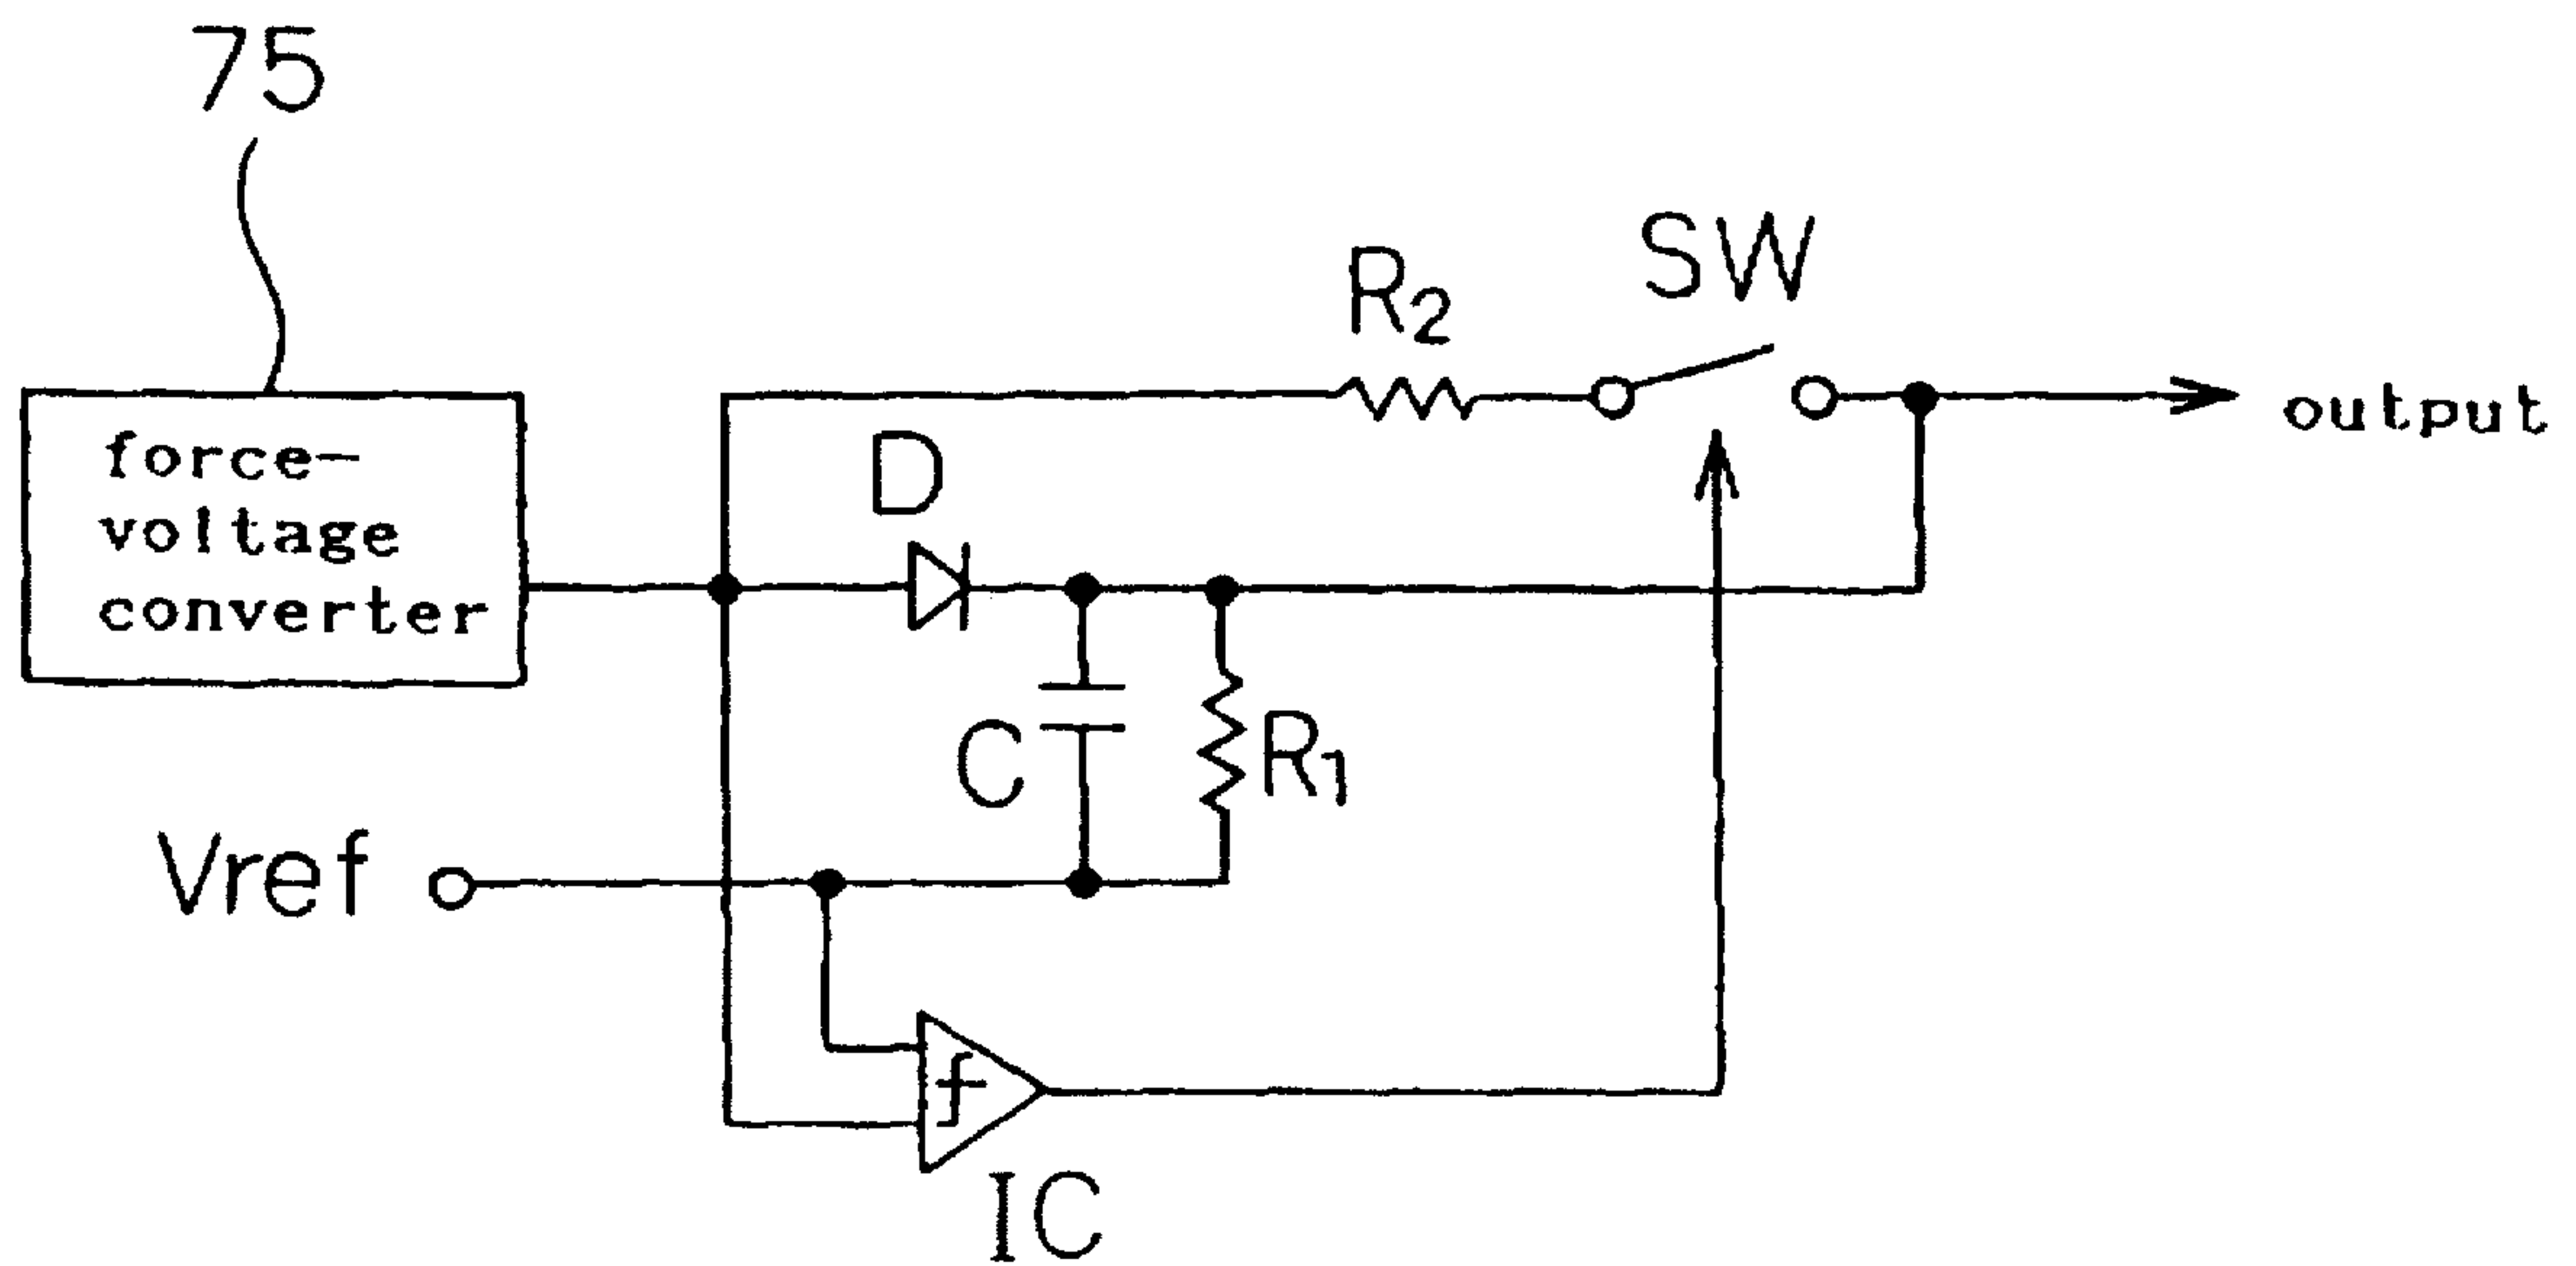 75
SW
R2
output
D
force-
voltage
converter
C
R1
Vref
IC